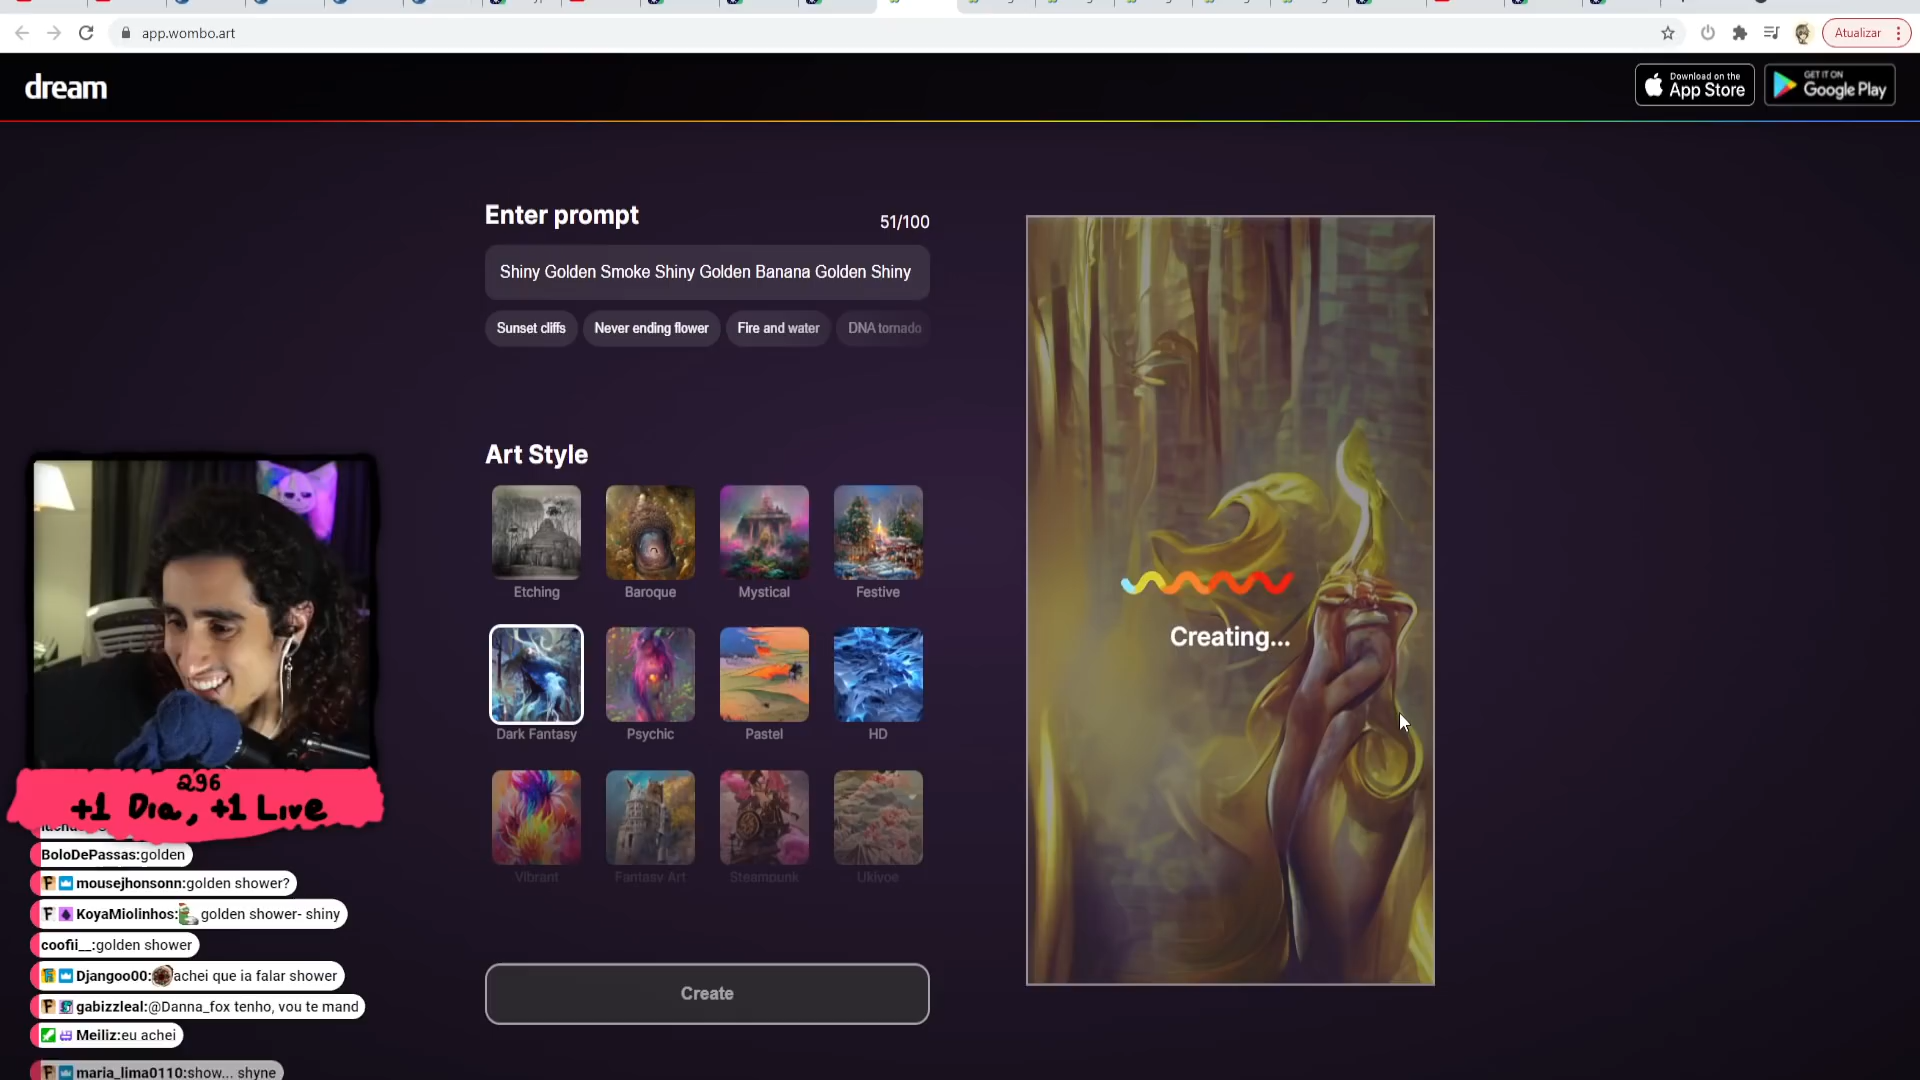 app.wombo.art
Atualizar
dream
Download on the
App Store
GET IT ON
Google Play
Enter prompt
51/100
Shiny Golden Smoke Shiny Golden Banana Golden Shiny
Sunset cliffs
Never ending flower
Fire and water
DNA tornado
Art Style
Etching
Baroque
Mystical
Festive
Dark Fantasy
Psychic
Pastel
HD
Vibrant
Fantasy Art
Steampunk
Ukiyoe
Create
Creating...
296
+1 Dia, +1 Live
BoloDePassas:golden
mousejhonsonn:golden shower?
KoyaMiolinhos: golden shower- shiny
coofii__:golden shower
Djangoo00: achei que ia falar shower
gabizzleal:@Danna_fox tenho, vou te mand
Meiliz:eu achei
maria_lima0110:show... shyne